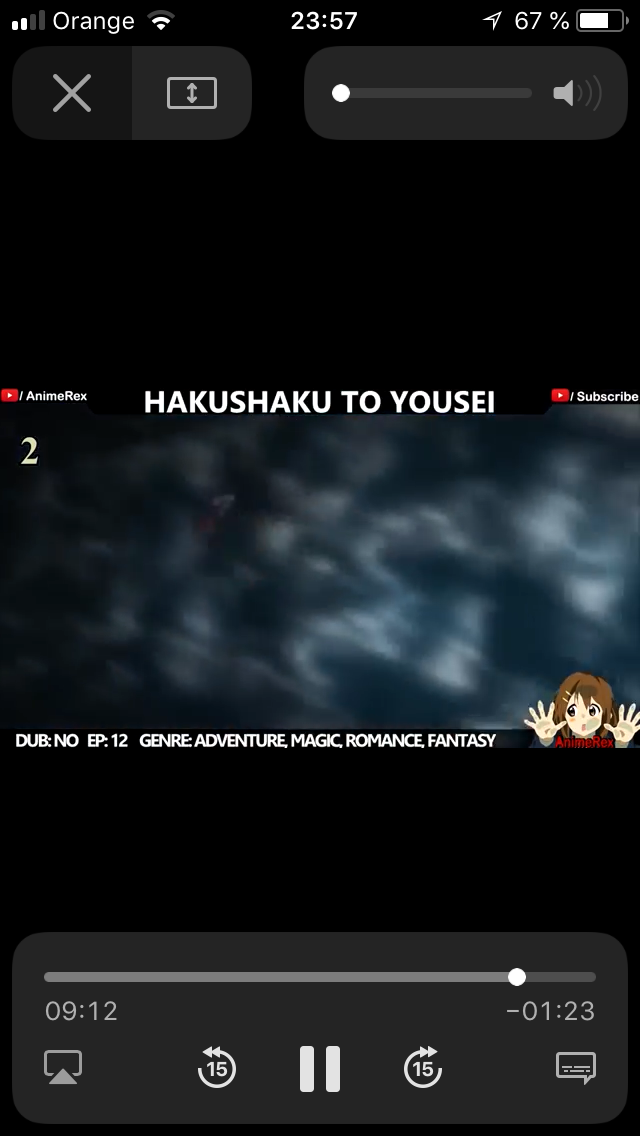 Orange 23:57 67 %
/ AnimeRex HAKUSHAKU TO YOUSEI / Subscribe
2
AnimeRex
DUB: NO EP: 12 GENRE: ADVENTURE, MAGIC, ROMANCE, FANTASY
09:12 −01:23
15 15